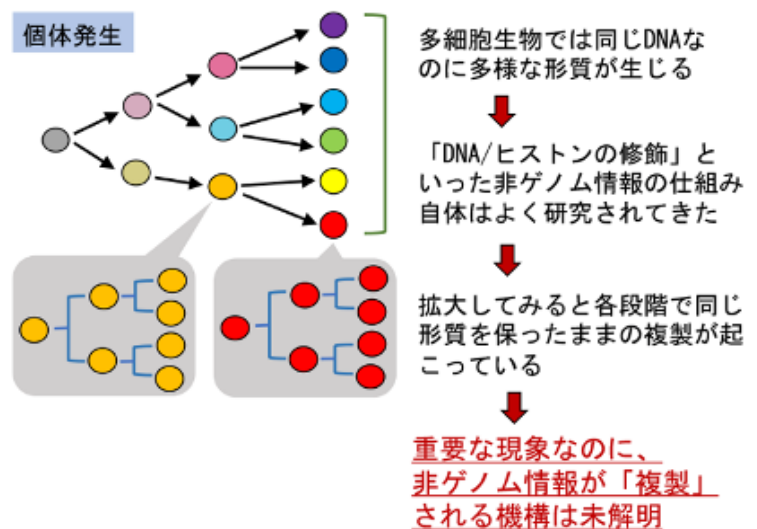 個体発生
多細胞生物では同じDNAな
のに多様な形質が生じる
「DNA/ヒストンの修飾」と
いった非ゲノム情報の仕組み
自体はよく研究されてきた
拡大してみると各段階で同じ
形質を保ったままの複製が起
こっている
重要な現象なのに、
非ゲノム情報が「複製」
される機構は未解明